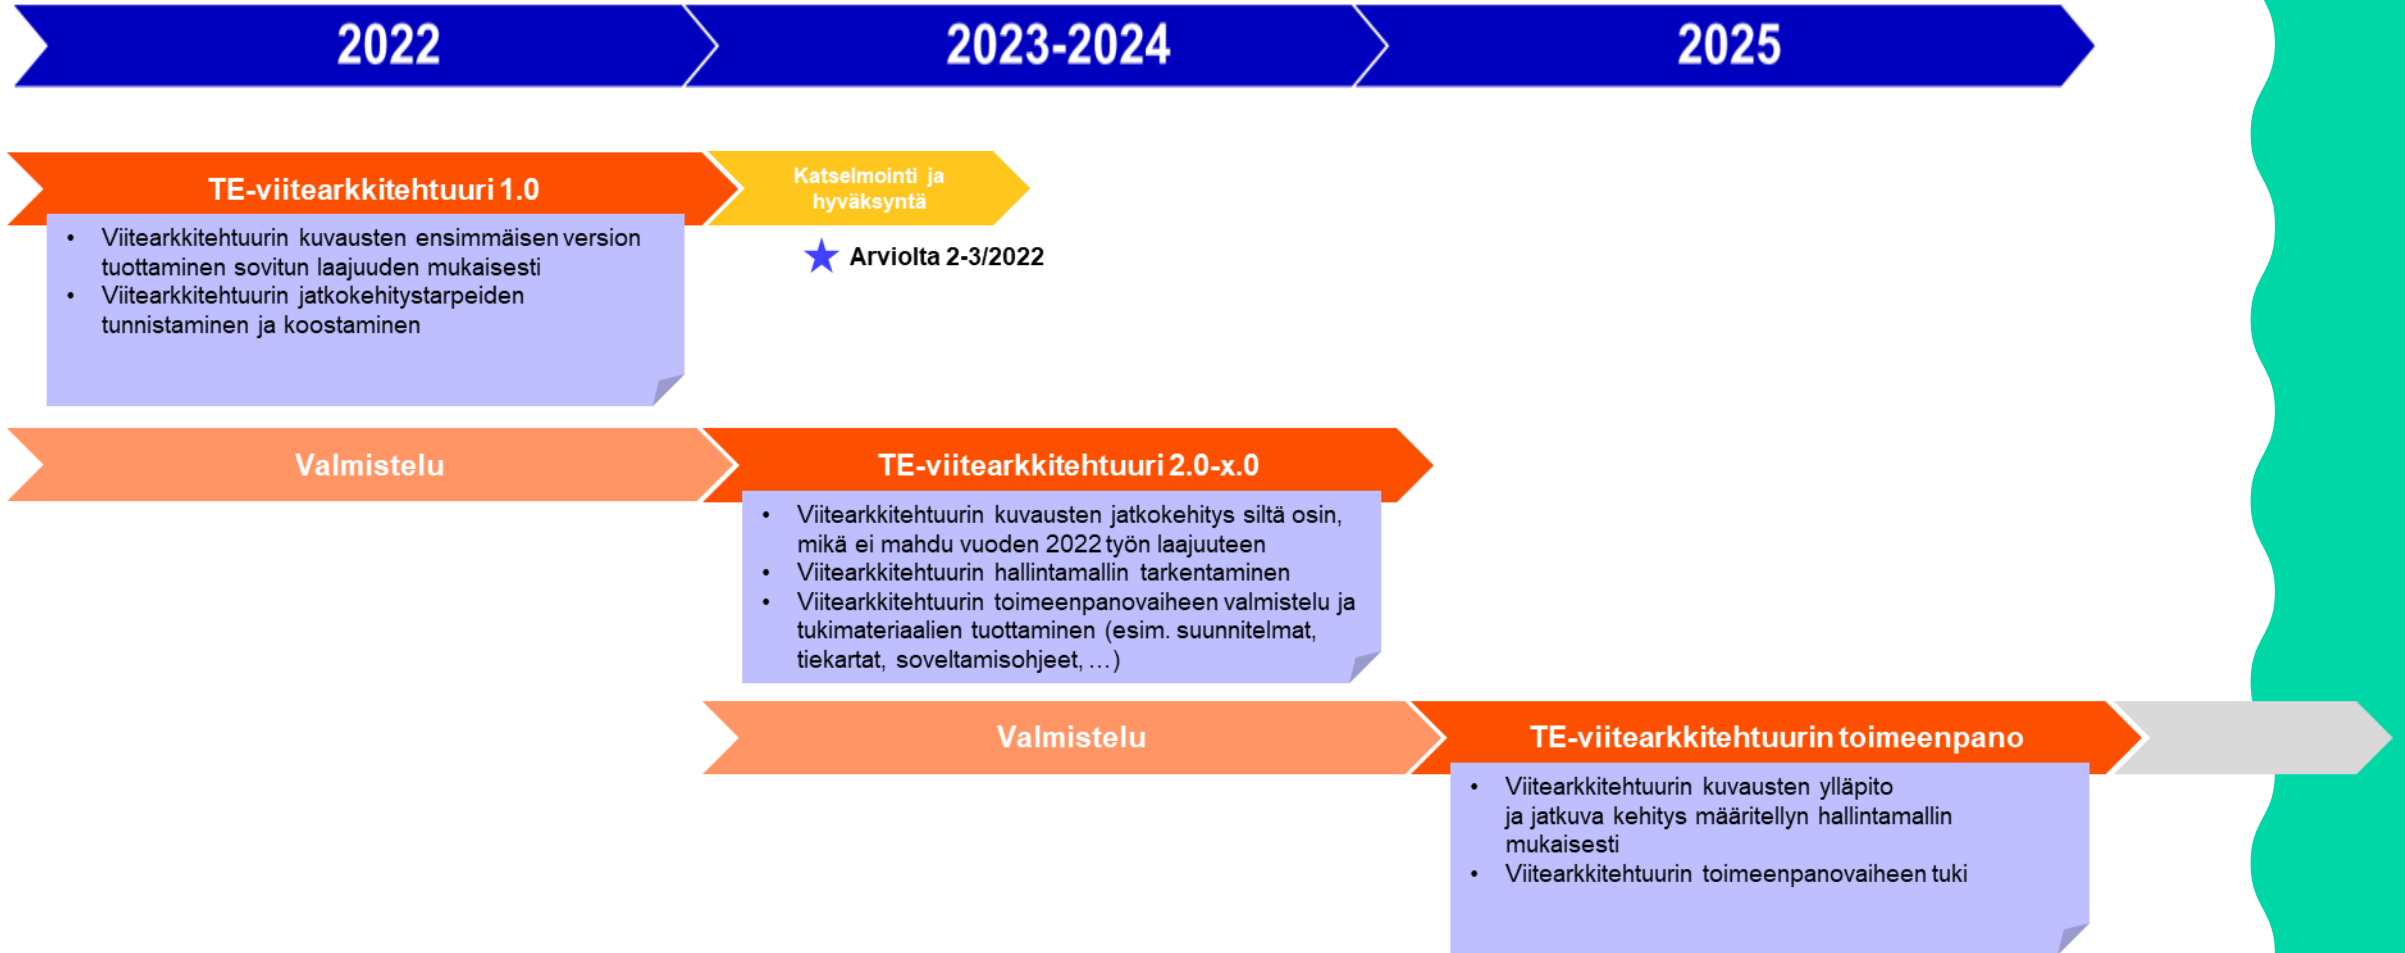 2022
2023-2024
2025
TE-viitearkkitehtuuri 1.0
Katselmointi ja
hyväksyntä
• Viitearkkitehtuurin kuvausten ensimmäisen version
tuottaminen sovitun laajuuden mukaisesti
• Viitearkkitehtuurin jatkokehitystarpeiden
tunnistaminen ja koostaminen
Arviolta 2-3/2022
Valmistelu
TE-viitearkkitehtuuri 2.0-x.0
• Viitearkkitehtuurin kuvausten jatkokehitys siltä osin,
mikä ei mahdu vuoden 2022 työn laajuuteen
• Viitearkkitehtuurin hallintamallin tarkentaminen
• Viitearkkitehtuurin toimeenpanovaiheen valmistelu ja
tukimateriaalien tuottaminen (esim. suunnitelmat,
tiekartat, soveltamisohjeet, …)
Valmistelu
TE-viitearkkitehtuurin toimeenpano
• Viitearkkitehtuurin kuvausten ylläpito
ja jatkuva kehitys määritellyn hallintamallin
mukaisesti
• Viitearkkitehtuurin toimeenpanovaiheen tuki